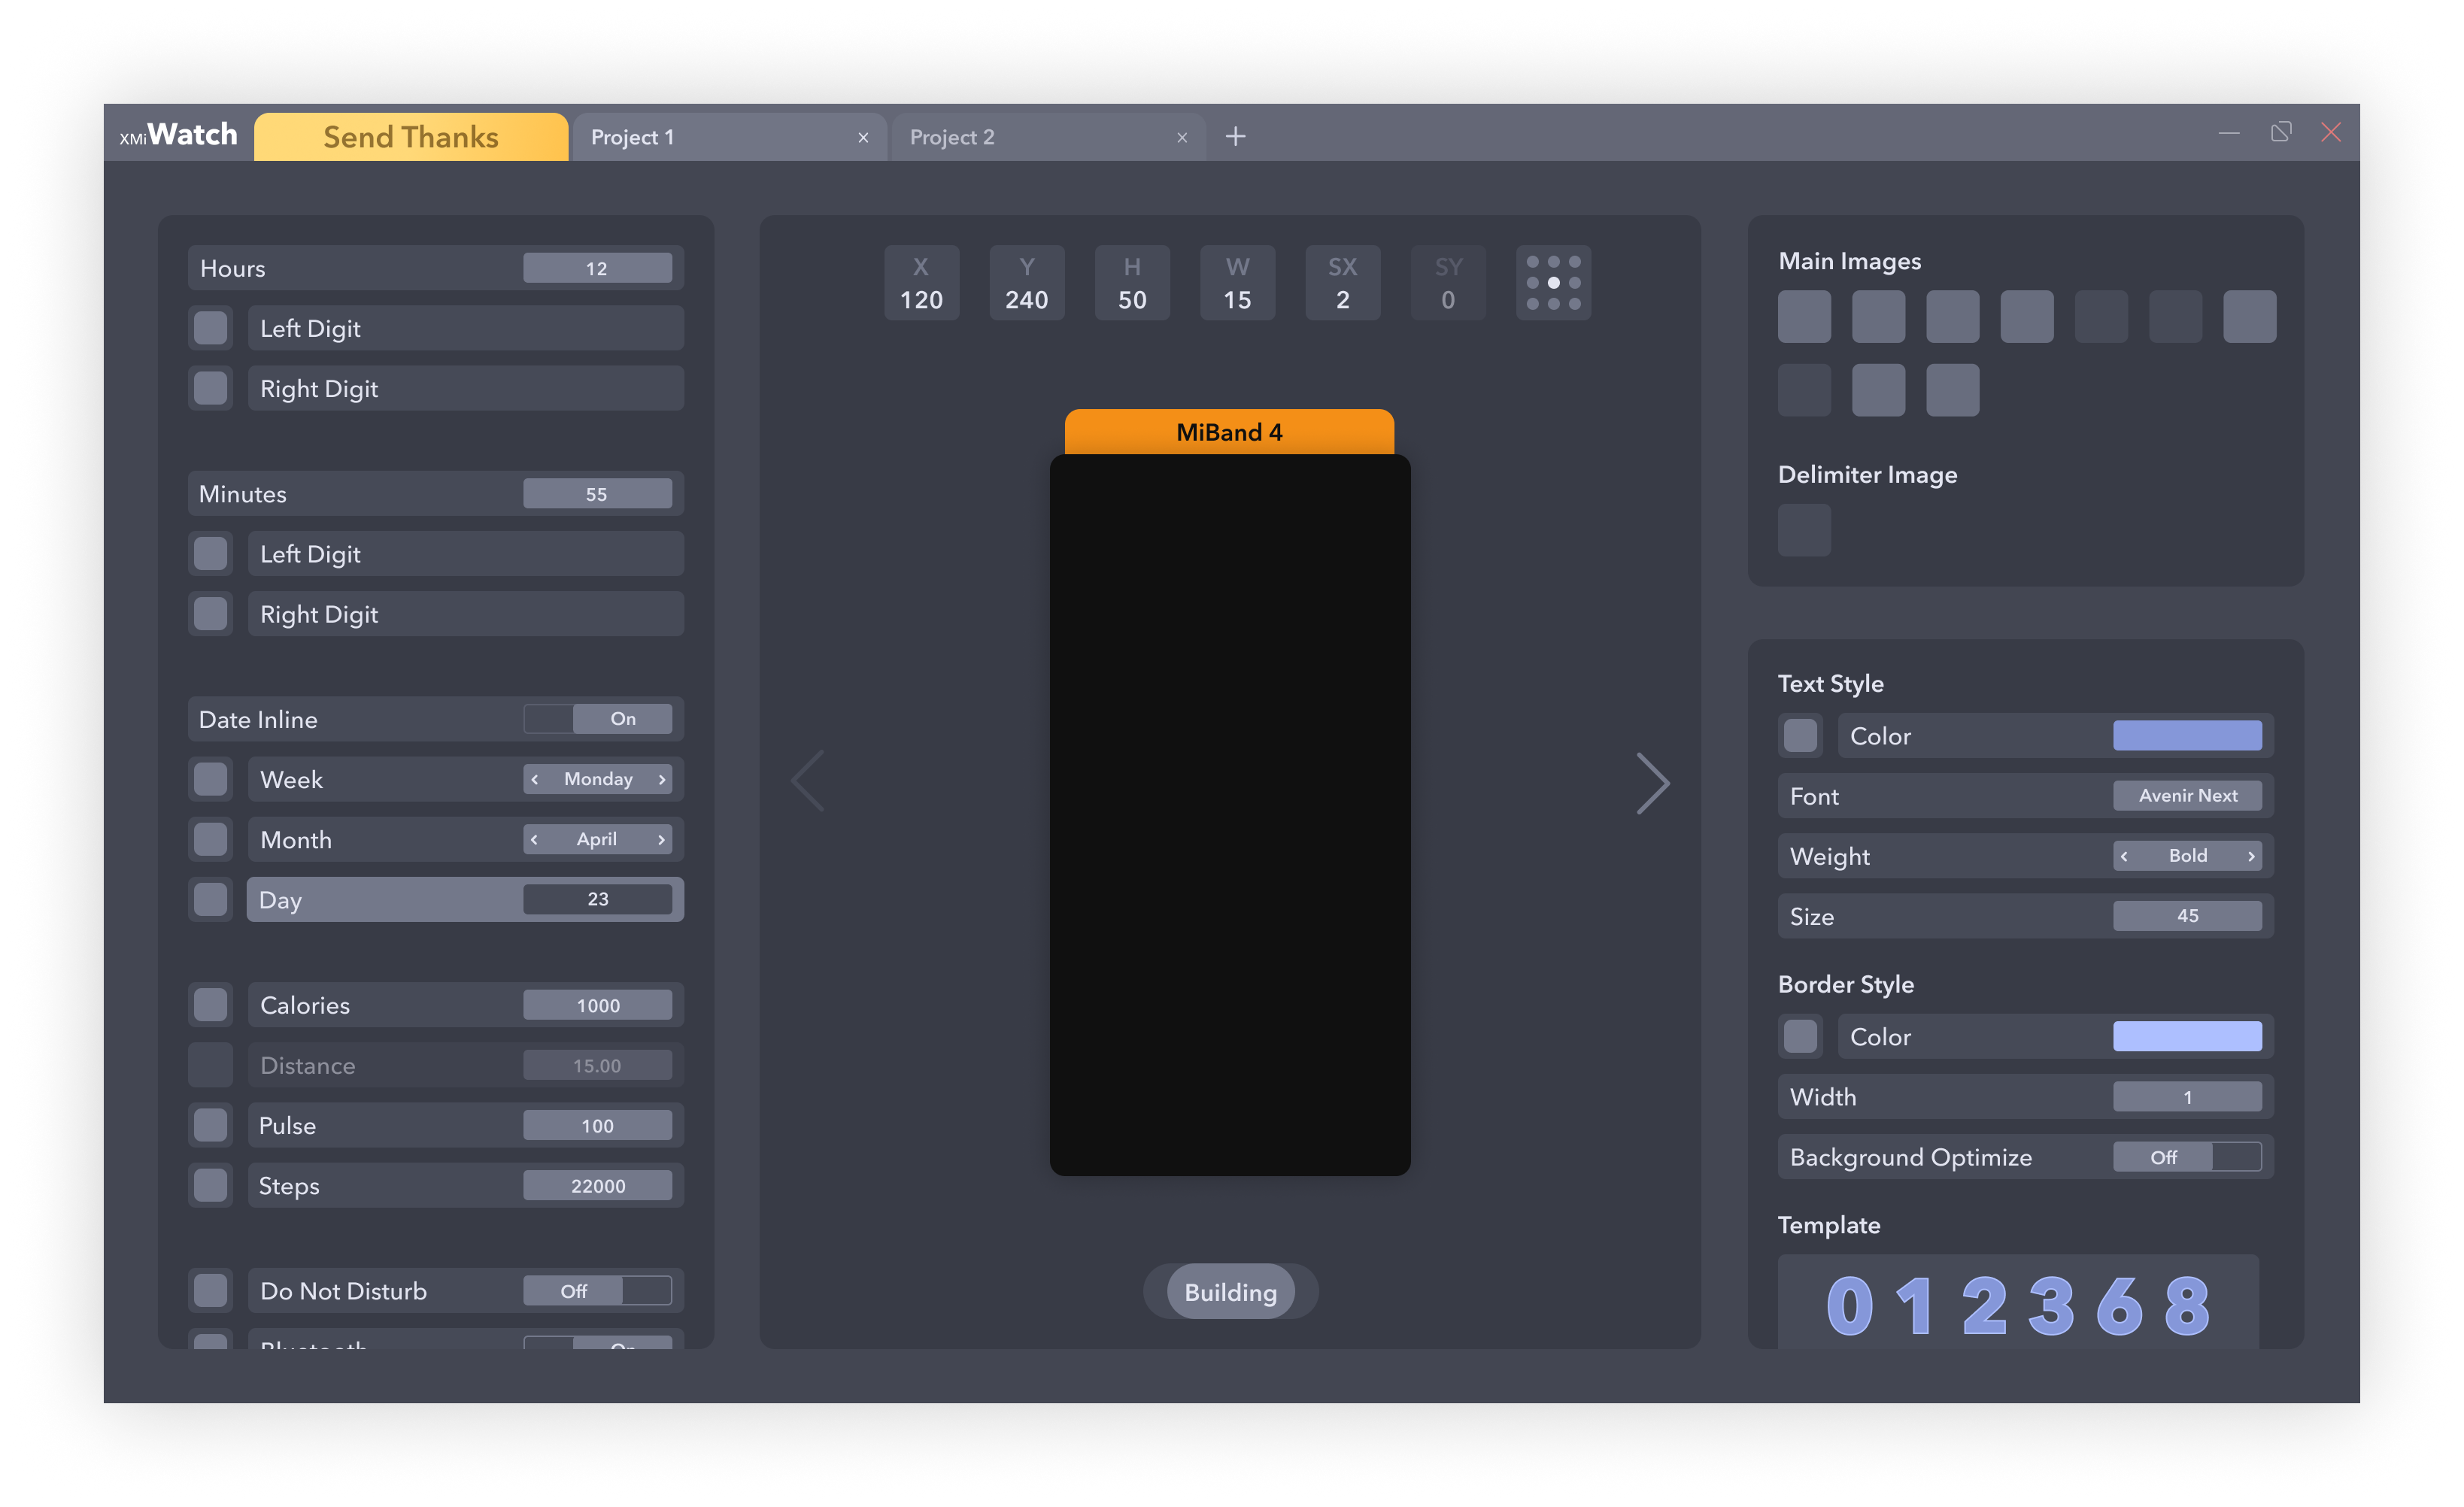 xMiWatch
Send Thanks
Project 1
Project 2
Hours 12
Left Digit
Right Digit
Minutes 55
Left Digit
Right Digit
Date Inline On
Week Monday
Month April
Day 23
Calories 1000
Distance 15.00
Pulse 100
Steps 22000
Do Not Disturb Off
Bluetooth On
X Y H W SX SY
120 240 50 15 2 0
MiBand 4
Building
Main Images
Delimiter Image
Text Style
Color
Font Avenir Next
Weight Bold
Size 45
Border Style
Color
Width 1
Background Optimize Off
Template
0 1 2 3 6 8